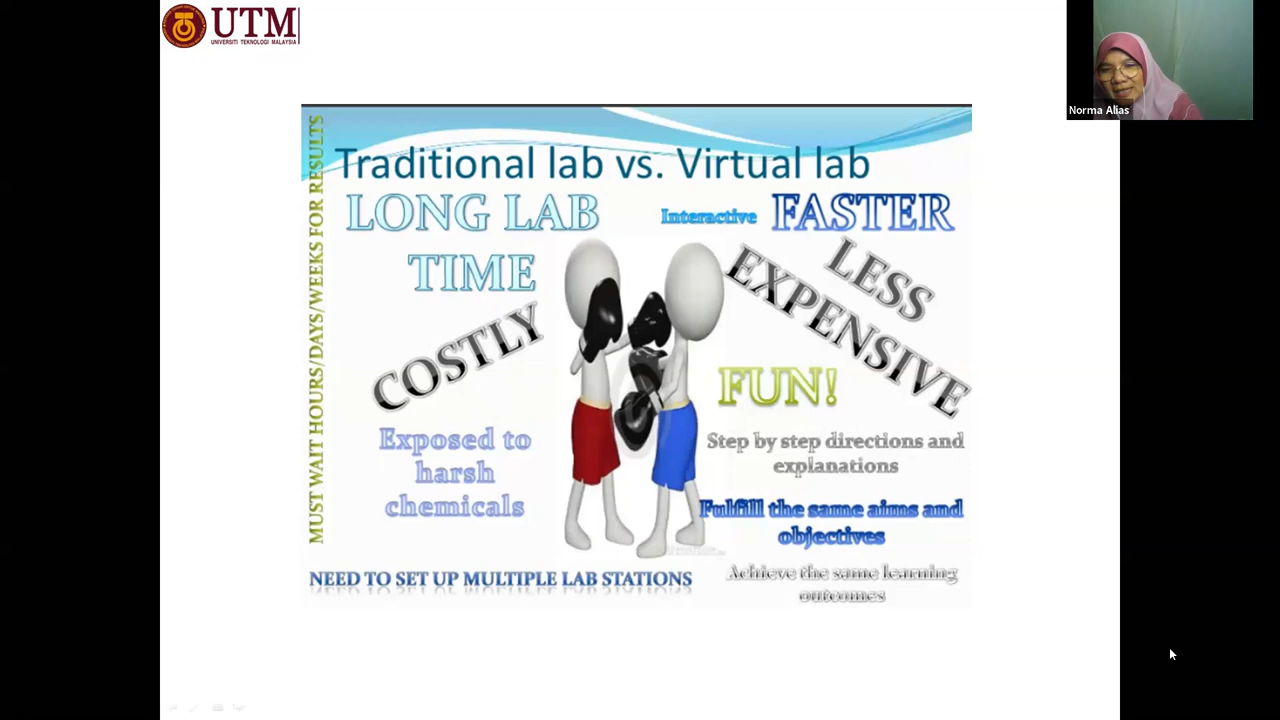 UTM
UNIVERSITI TEKNOLOGI MALAYSIA
Norma Alias
MUST WAIT HOURS/DAYS/WEEKS FOR RESULTS
Traditional lab vs. Virtual lab
LONG LAB
TIME
COSTLY
Exposed to
harsh
chemicals
NEED TO SET UP MULTIPLE LAB STATIONS
Interactive
FASTER
LESS
EXPENSIVE
FUN!
Step by step directions and
explanations
Fulfill the same aims and
objectives
Achieve the same learning
outcomes